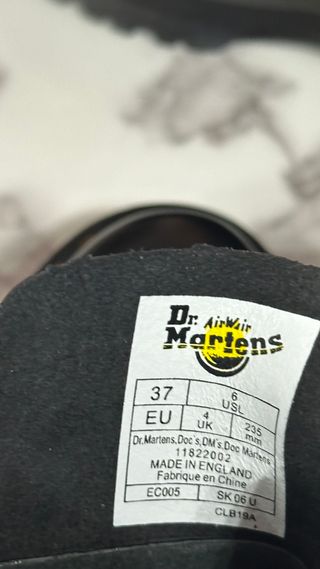 Dr. AirWair
Martens
37 6 USL
EU 4 UK 235 mm
Dr.Martens,Doc's,DM's.Doc Martens
11822002
MADE IN ENGLAND
Fabrique en Chine
EC005 SK 06 U
CLB19A